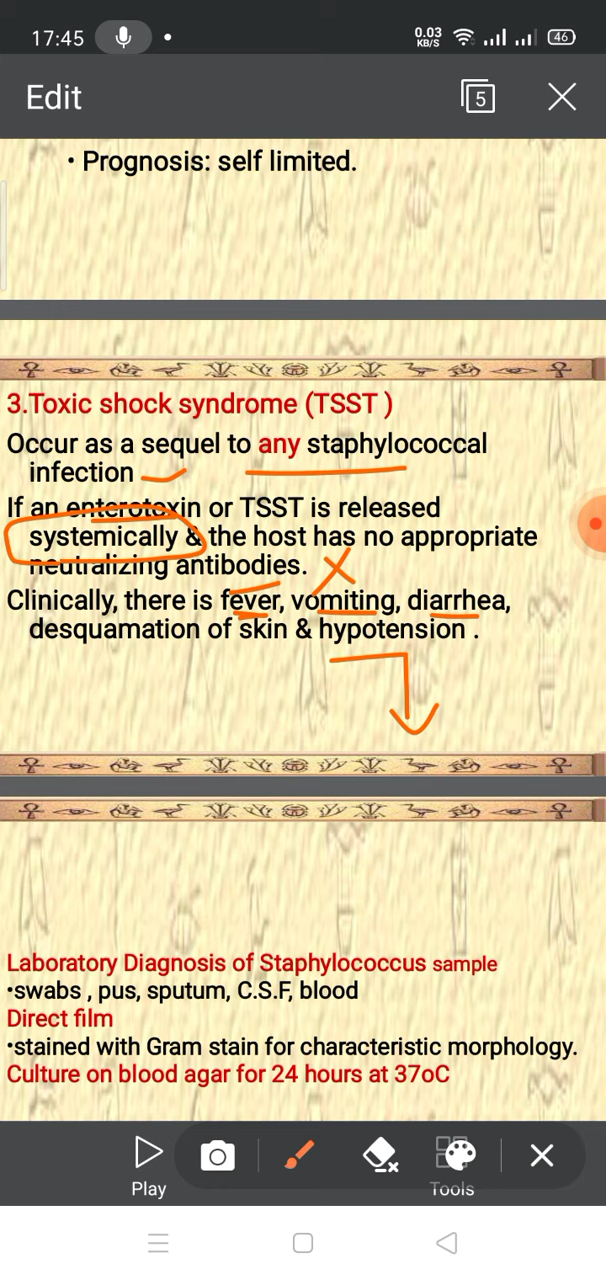 17:45
0.03
KB/S
46
Edit
5
• Prognosis: self limited.
3.Toxic shock syndrome (TSST )
Occur as a sequel to any staphylococcal
infection
If an enterotoxin or TSST is released
systemically & the host has no appropriate
neutralizing antibodies.
Clinically, there is fever, vomiting, diarrhea,
desquamation of skin & hypotension .
Laboratory Diagnosis of Staphylococcus sample
•swabs , pus, sputum, C.S.F, blood
Direct film
•stained with Gram stain for characteristic morphology.
Culture on blood agar for 24 hours at 37oC
Play
Tools